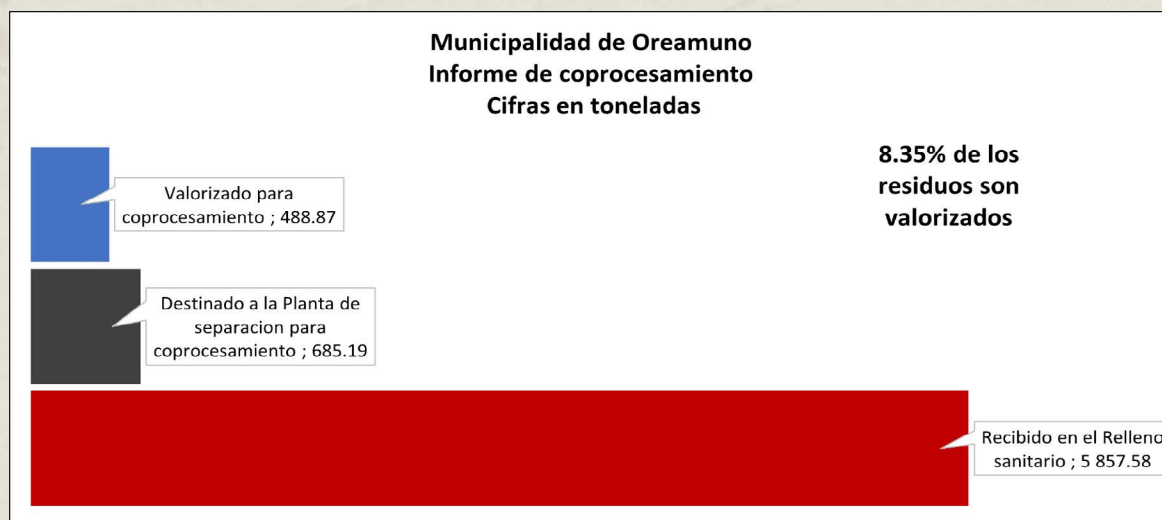 Municipalidad de Oreamuno
Informe de coprocesamiento
Cifras en toneladas
8.35% de los
residuos son
valorizados
Valorizado para
coprocesamiento ; 488.87
Destinado a la Planta de
separacion para
coprocesamiento ; 685.19
Recibido en el Relleno
sanitario ; 5 857.58